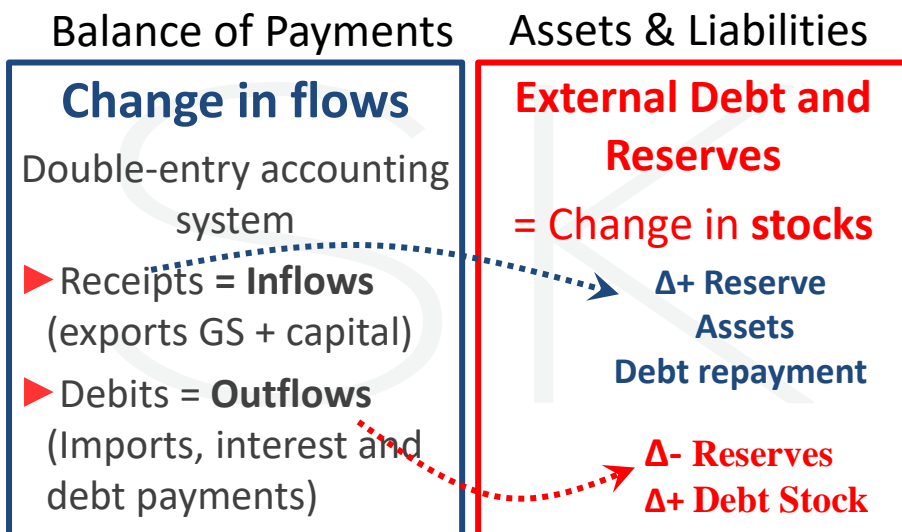 Balance of Payments
Change in flows
Double-entry accounting
system
Receipts = Inflows
(exports GS + capital)
Debits = Outflows
(Imports, interest and
debt payments)
Assets & Liabilities
External Debt and
Reserves
= Change in stocks
Δ+ Reserve
Assets
Debt repayment
Δ- Reserves
Δ+ Debt Stock
SK